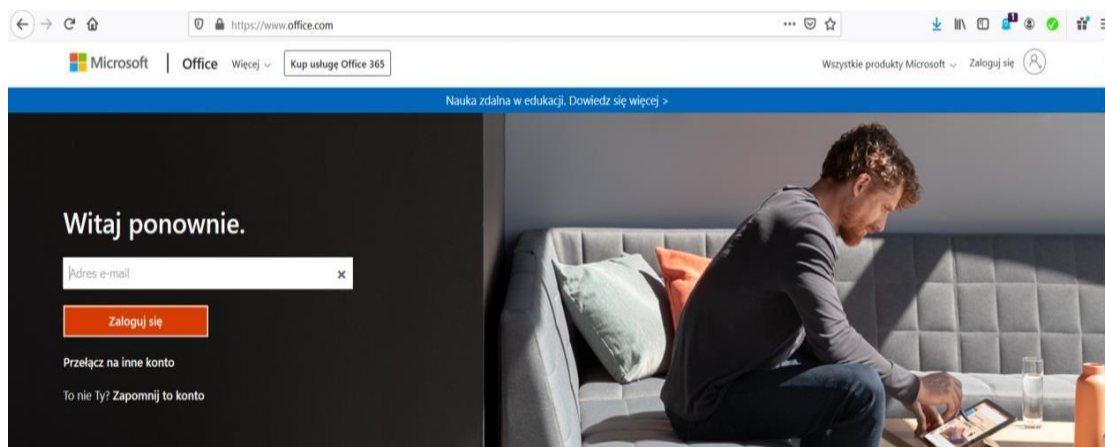 https://www.office.com
1
Microsoft | Office Więcej Kup usługę Office 365 Wszystkie produkty Microsoft Zaloguj się
Nauka zdalna w edukacji. Dowiedz się więcej >
Witaj ponownie.
Adres e-mail
Zaloguj się
Przełącz na inne konto
To nie Ty? Zapomnij to konto